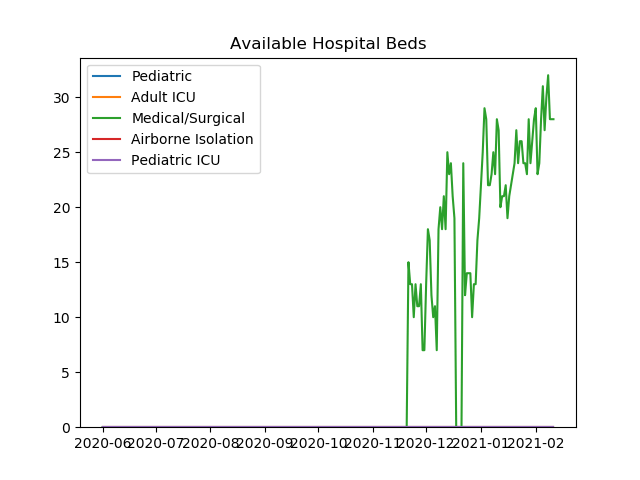 Available Hospital Beds
Pediatric
Adult ICU
Medical/Surgical
Airborne Isolation
Pediatric ICU
30
25
20
15
10
5
0
2020-06 2020-07 2020-08 2020-09 2020-10 2020-11 2020-12 2021-01 2021-02